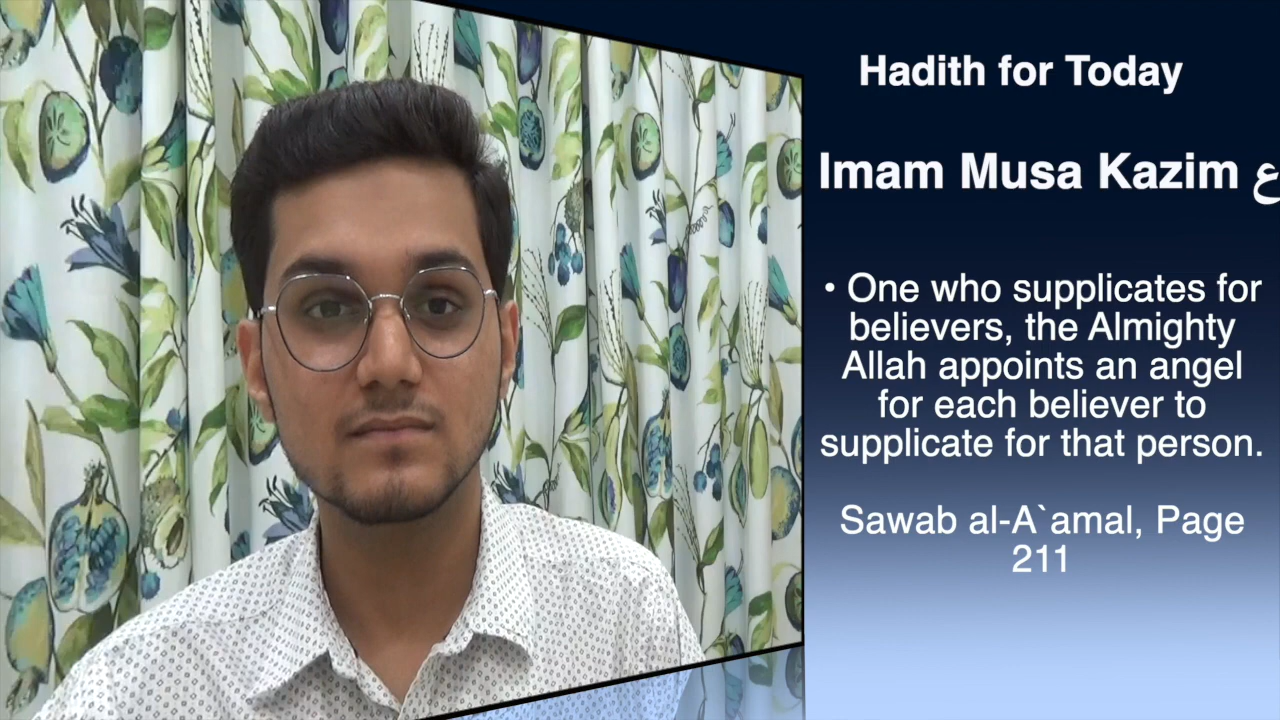 Hadith for Today
Imam Musa Kazim ع
• One who supplicates for
believers, the Almighty
Allah appoints an angel
for each believer to
supplicate for that person.
Sawab al-A`amal, Page
211